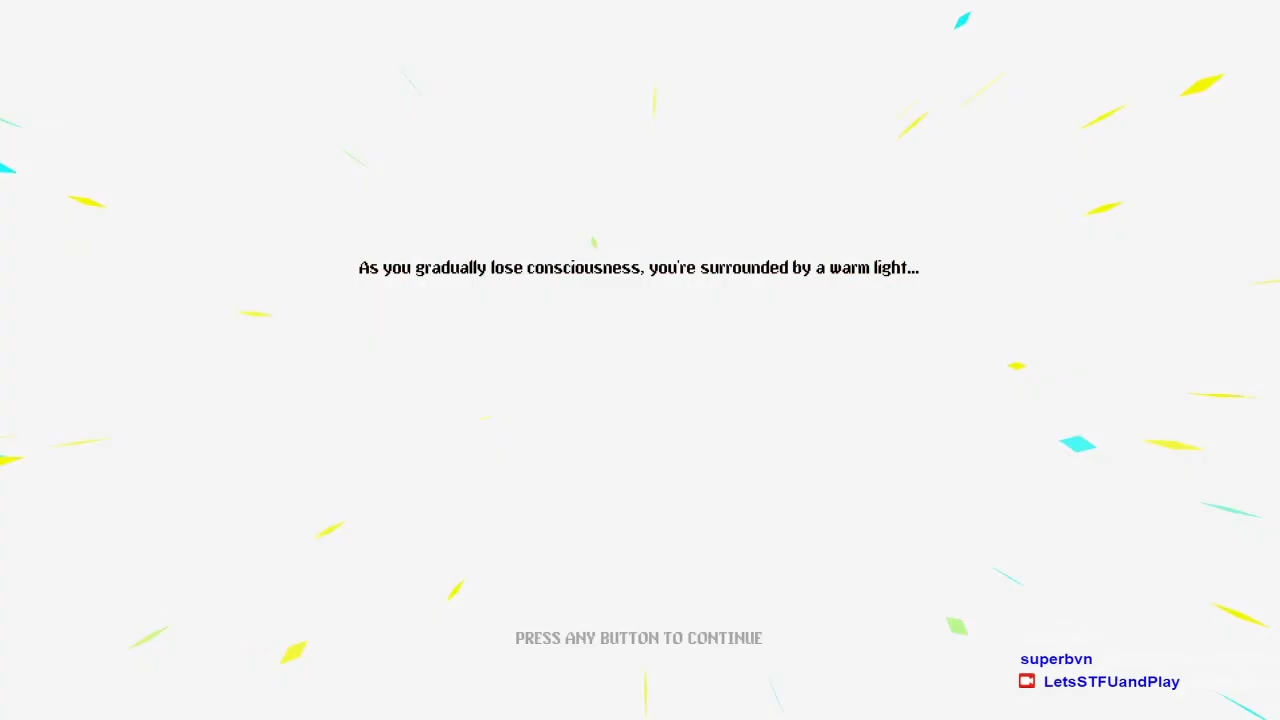 As you gradually lose consciousness, you're surrounded by a warm light...
PRESS ANY BUTTON TO CONTINUE
superbvn
LetsSTFUandPlay